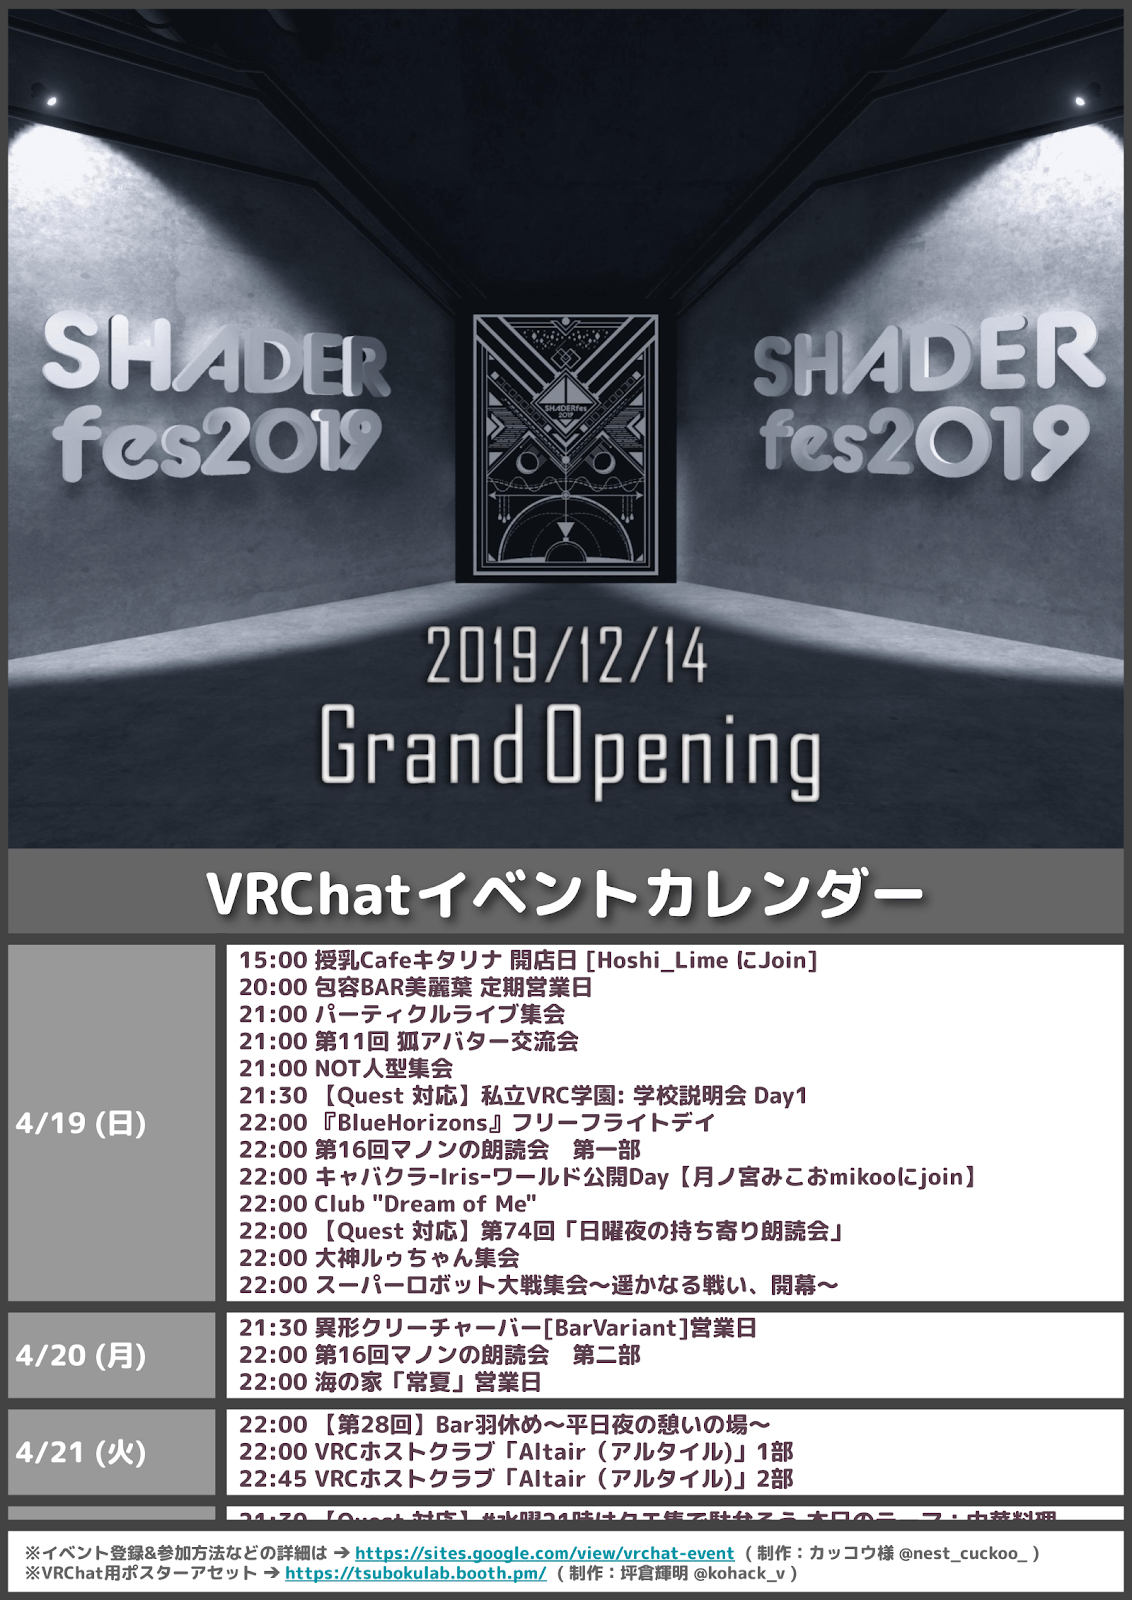 SHADER
fes2019
SHADER
fes2019
SHADERfes
2019
2019/12/14
Grand Opening
VRChatイベントカレンダー
4/19 (日)
15:00 授乳Cafeキタリナ 開店日 [Hoshi_Lime にJoin]
20:00 包容BAR美麗葉 定期営業日
21:00 パーティクルライブ集会
21:00 第11回 狐アバター交流会
21:00 NOT人型集会
21:30 【Quest 対応】私立VRC学園: 学校説明会 Day1
22:00 『BlueHorizons』フリーフライトデイ
22:00 第16回マノンの朗読会　第一部
22:00 キャバクラ-Iris-ワールド公開Day【月ノ宮みこおmikooにjoin】
22:00 Club "Dream of Me"
22:00 【Quest 対応】第74回「日曜夜の持ち寄り朗読会」
22:00 大神ルゥちゃん集会
22:00 スーパーロボット大戦集会～遥かなる戦い、開幕～
4/20 (月)
21:30 異形クリーチャーバー[BarVariant]営業日
22:00 第16回マノンの朗読会　第二部
22:00 海の家「常夏」営業日
4/21 (火)
22:00 【第28回】Bar羽休め～平日夜の憩いの場～
22:00 VRCホストクラブ「Altair（アルタイル)」1部
22:45 VRCホストクラブ「Altair（アルタイル)」2部
21:30 【Quest 対応】#水曜21時は
※イベント登録&参加方法などの詳細は ➔ https://sites.google.com/view/vrchat-event ( 制作：カッコウ様 @nest_cuckoo_ )
※VRChat用ポスターアセット ➔ https://tsubokulab.booth.pm/ ( 制作：坪倉輝明 @kohack_v )